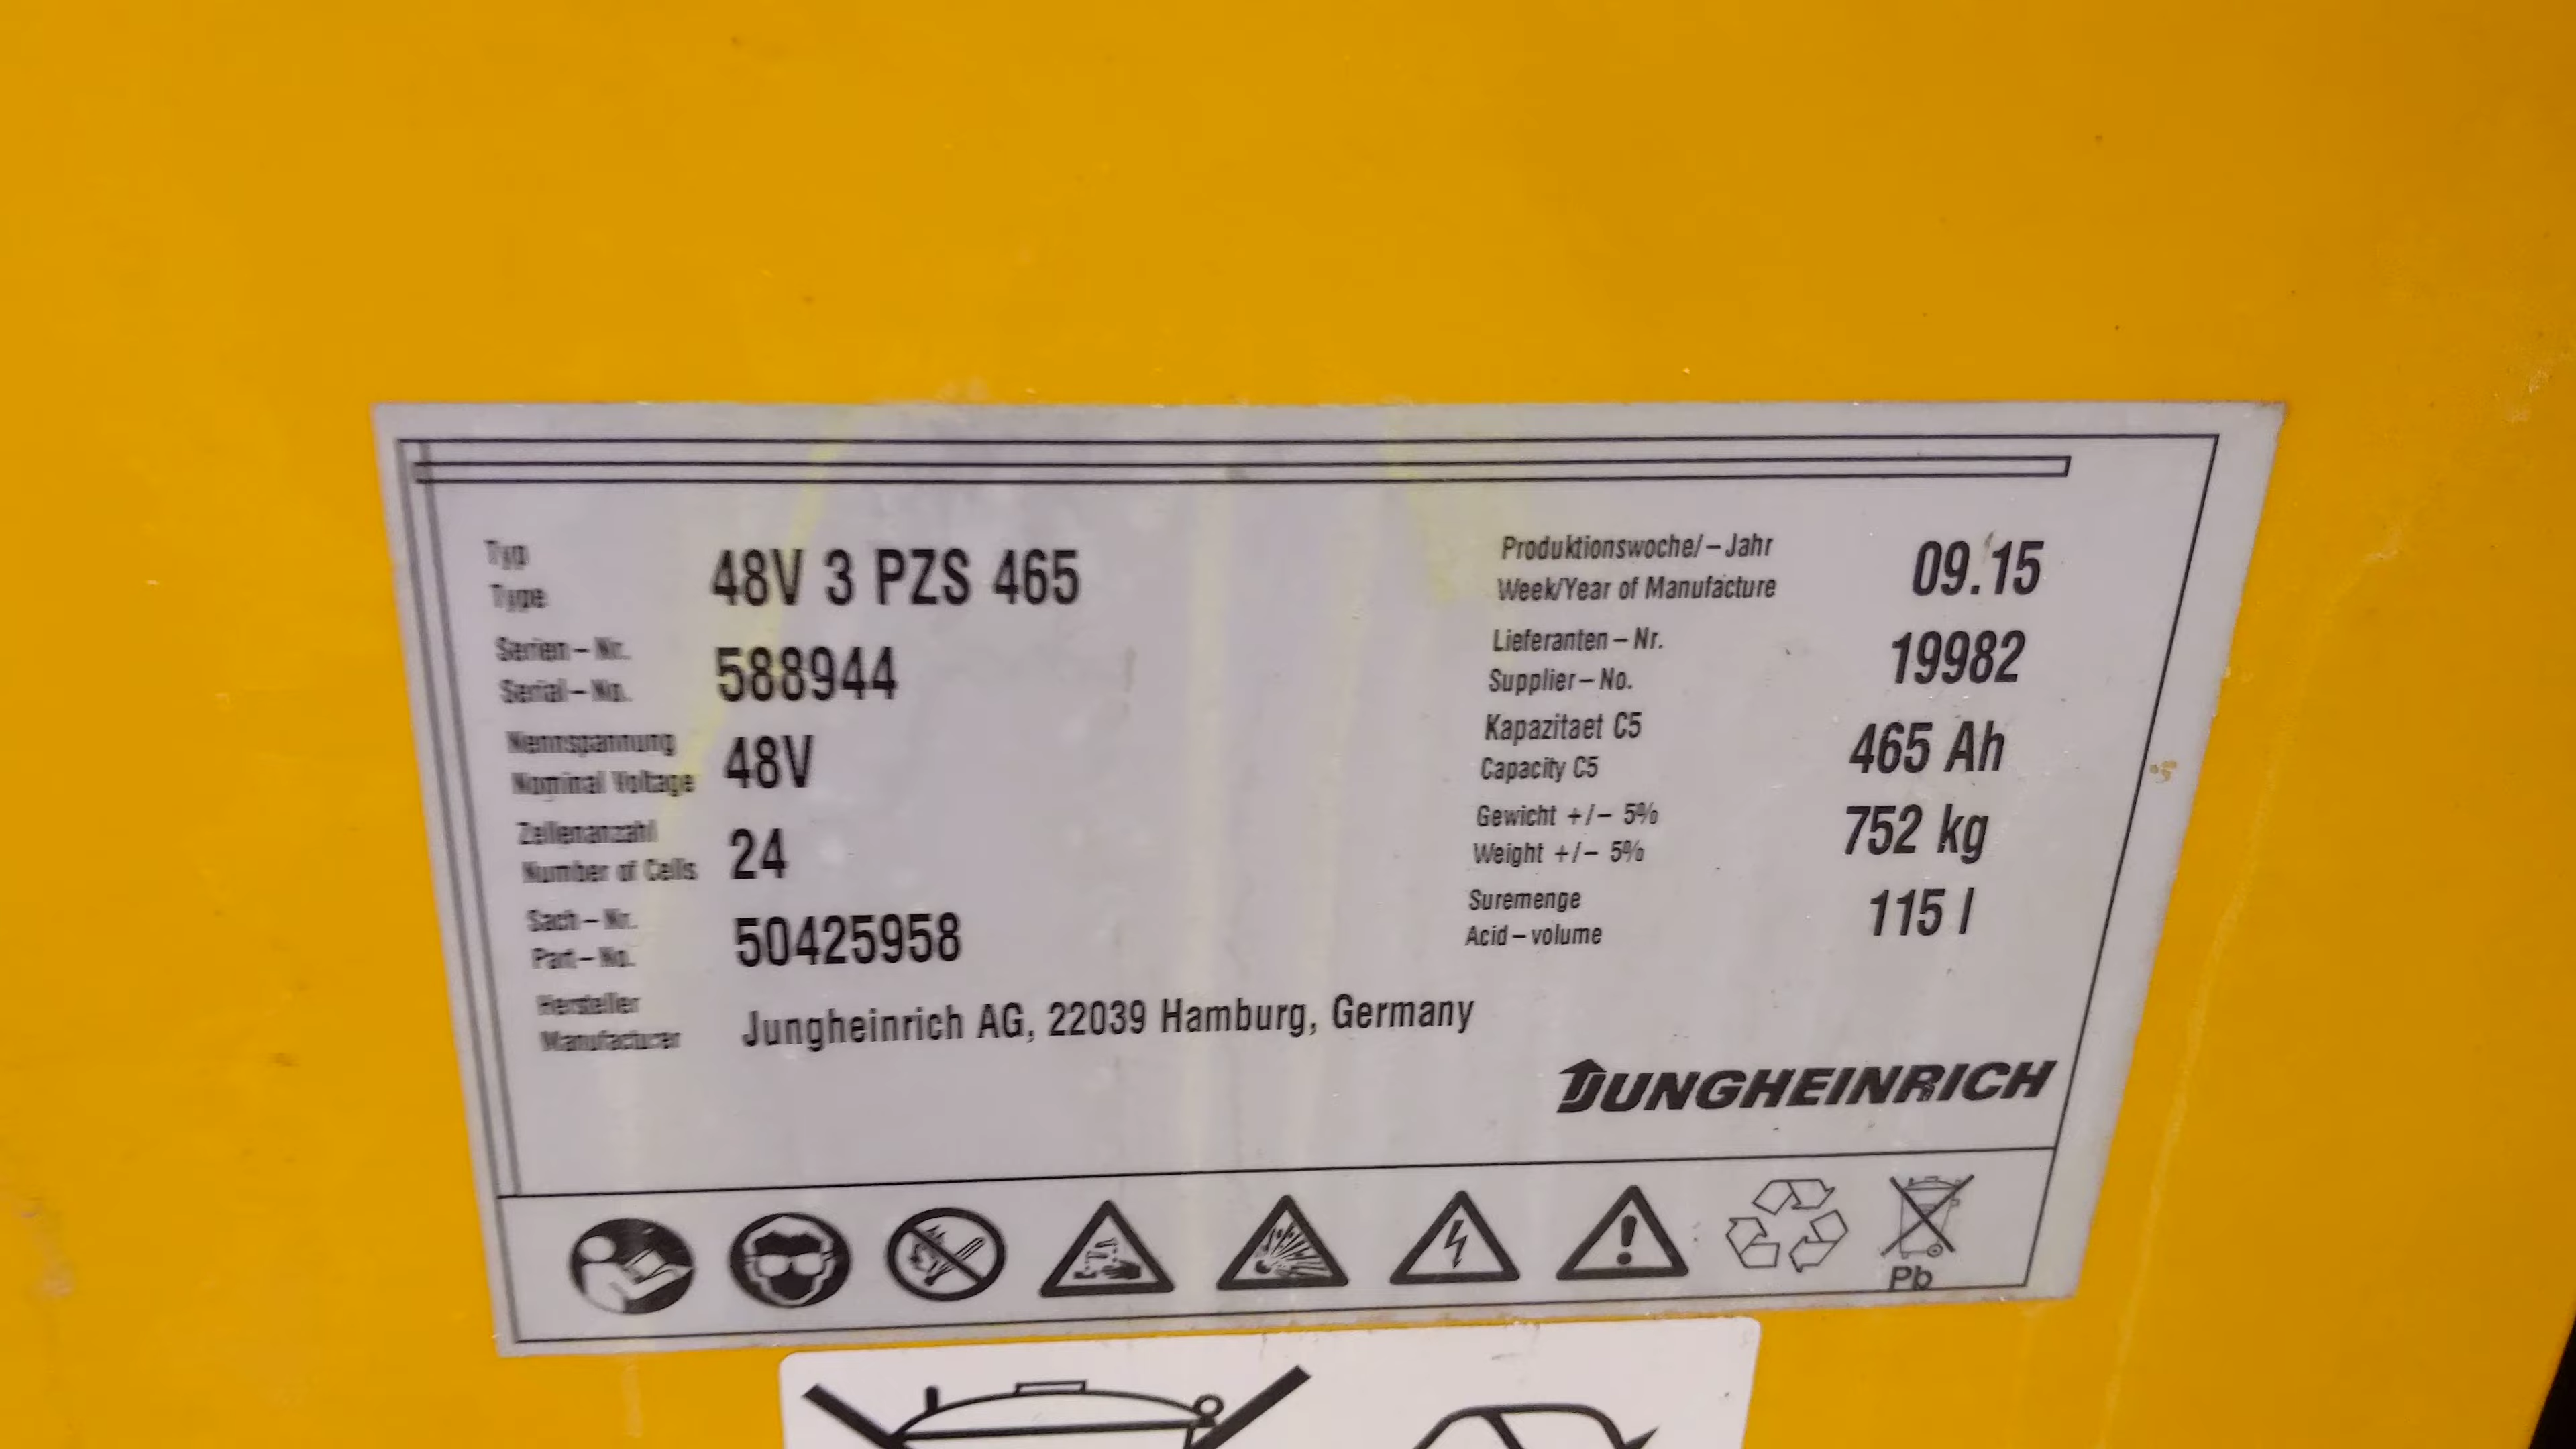 Typ
Type
48V 3 PZS 465
Serien-Nr.
Serial-No.
588944
Nennspannung
Nominal Voltage
48V
Zellenanzahl
Number of Cells
24
Sach-Nr.
Part-No.
50425958
Hersteller
Manufacturer
Jungheinrich AG, 22039 Hamburg, Germany
Produktionswoche/-Jahr
Week/Year of Manufacture
09.15
Lieferanten-Nr.
Supplier-No.
19982
Kapazitaet C5
Capacity C5
465 Ah
Gewicht +/- 5%
Weight +/- 5%
752 kg
Suremenge
Acid-volume
115 l
JUNGHEINRICH
Pb